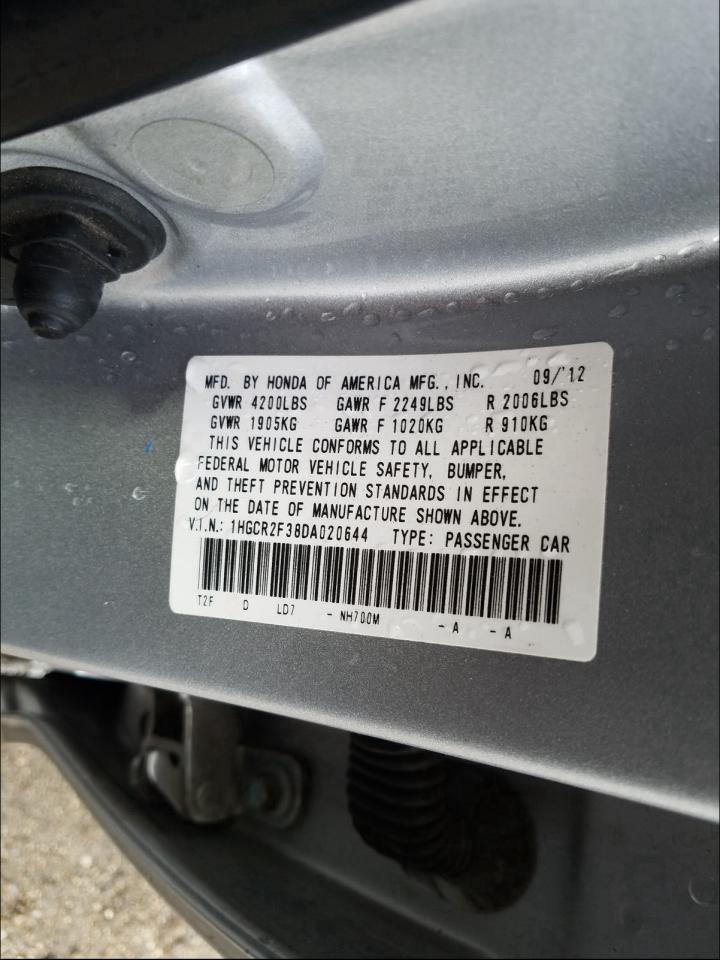 MFD. BY HONDA OF AMERICA MFG., INC. 09/'12
GVWR 4200LBS GAWR F 2249LBS R 2006LBS
GVWR 1905KG GAWR F 1020KG R 910KG
THIS VEHICLE CONFORMS TO ALL APPLICABLE
FEDERAL MOTOR VEHICLE SAFETY, BUMPER,
AND THEFT PREVENTION STANDARDS IN EFFECT
ON THE DATE OF MANUFACTURE SHOWN ABOVE.
V.I.N.: 1HGCR2F38DA020644 TYPE: PASSENGER CAR
T2F D LD7 - NH700M - A - A